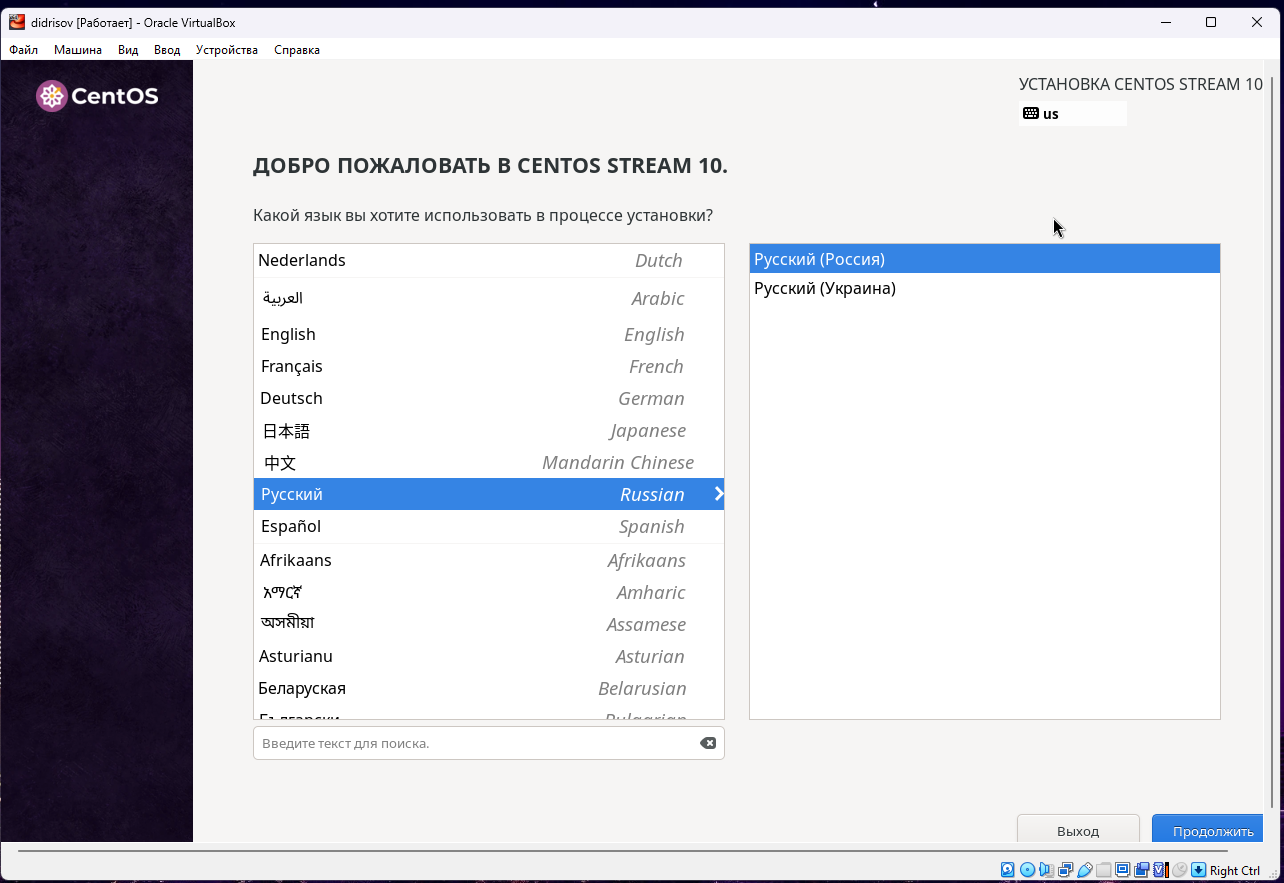 didrisov [Работает] - Oracle VirtualBox
Файл Машина Вид Ввод Устройства Справка
CentOS
УСТАНОВКА CENTOS STREAM 10
us
ДОБРО ПОЖАЛОВАТЬ В CENTOS STREAM 10.
Какой язык вы хотите использовать в процессе установки?
Nederlands Dutch
العربية Arabic
English English
Français French
Deutsch German
日本語 Japanese
中文 Mandarin Chinese
Русский Russian
Español Spanish
Afrikaans Afrikaans
አማርኛ Amharic
অসমীয়া Assamese
Asturianu Asturian
Беларуская Belarusian
Български Bulgarian
Русский (Россия)
Русский (Украина)
Введите текст для поиска.
Выход
Продолжить
Right Ctrl